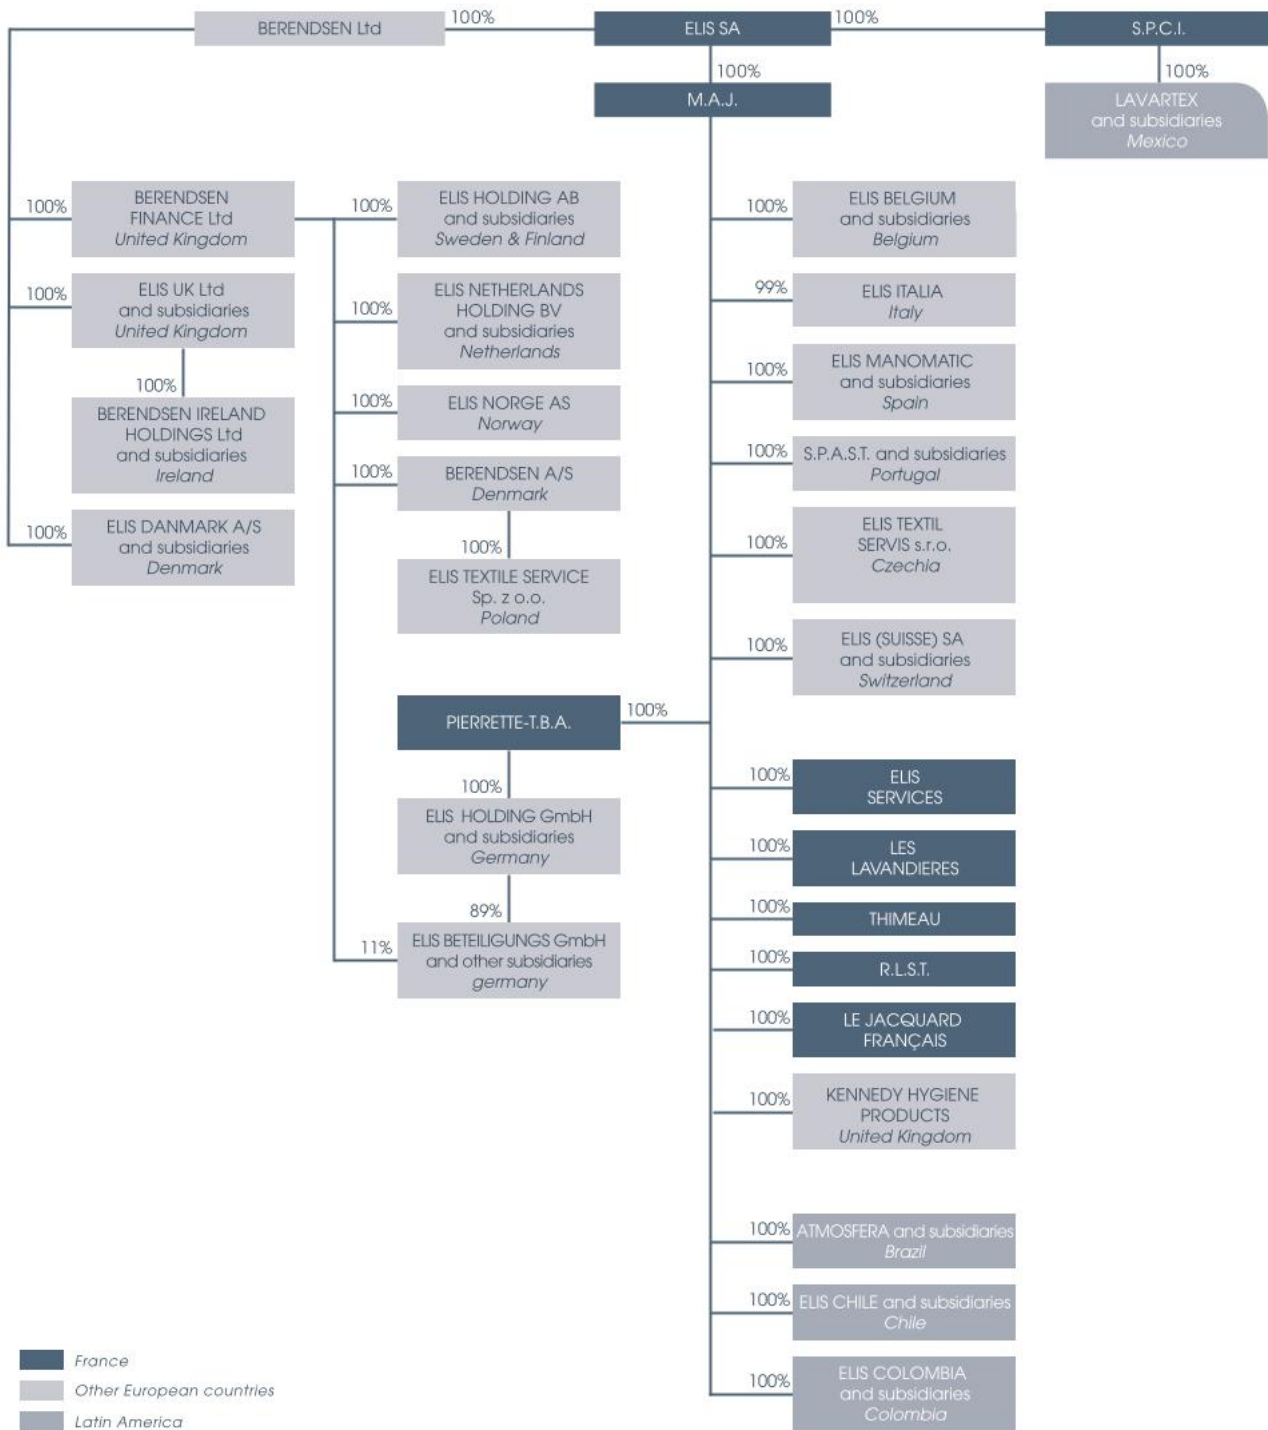 BERENDSEN Ltd
100%
ELIS SA
100%
S.P.C.I.
100%
M.A.J.
100%
LAVARTEX
and subsidiaries
Mexico
100%
BERENDSEN
FINANCE Ltd
United Kingdom
100%
ELIS UK Ltd
and subsidiaries
United Kingdom
100%
BERENDSEN IRELAND
HOLDINGS Ltd
and subsidiaries
Ireland
100%
ELIS DANMARK A/S
and subsidiaries
Denmark
100%
ELIS HOLDING AB
and subsidiaries
Sweden & Finland
100%
ELIS NETHERLANDS
HOLDING BV
and subsidiaries
Netherlands
100%
ELIS NORGE AS
Norway
100%
BERENDSEN A/S
Denmark
100%
ELIS TEXTILE SERVICE
Sp. z o.o.
Poland
PIERRETTE-T.B.A.
100%
100%
ELIS HOLDING GmbH
and subsidiaries
Germany
89%
11%
ELIS BETEILIGUNGS GmbH
and other subsidiaries
germany
100%
ELIS BELGIUM
and subsidiaries
Belgium
99%
ELIS ITALIA
Italy
100%
ELIS MANOMATIC
and subsidiaries
Spain
100%
S.P.A.S.T. and subsidiaries
Portugal
100%
ELIS TEXTIL
SERVIS s.r.o.
Czechia
100%
ELIS (SUISSE) SA
and subsidiaries
Switzerland
100%
ELIS
SERVICES
100%
LES
LAVANDIERES
100%
THIMEAU
100%
R.L.S.T.
100%
LE JACQUARD
FRANÇAIS
100%
KENNEDY HYGIENE
PRODUCTS
United Kingdom
100%
ATMOSFERA and subsidiaries
Brazil
100%
ELIS CHILE and subsidiaries
Chile
100%
ELIS COLOMBIA
and subsidiaries
Colombia
France
Other European countries
Latin America